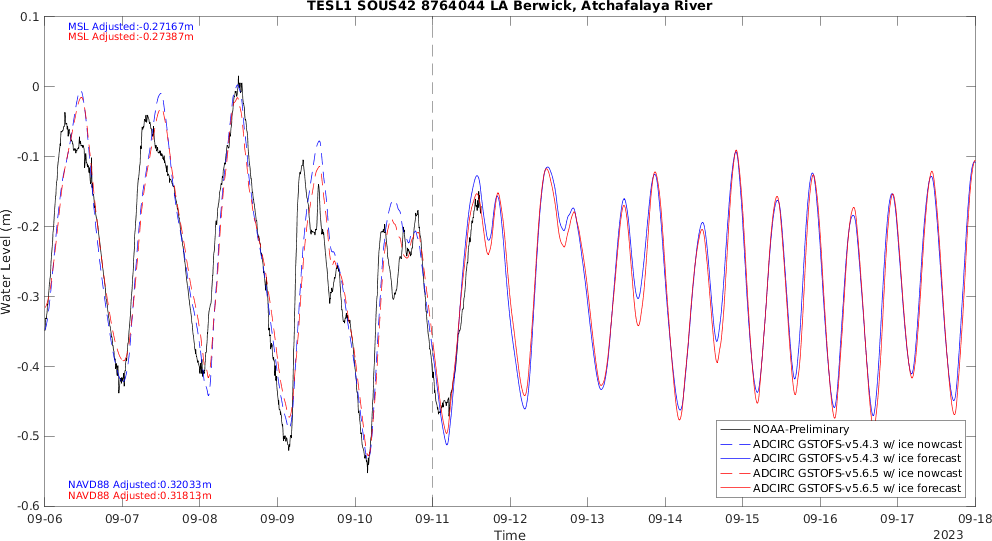 TESL1 SOUS42 8764044 LA Berwick, Atchafalaya River
MSL Adjusted:-0.27167m
MSL Adjusted:-0.27387m
0.1
0
-0.1
-0.2
-0.3
-0.4
-0.5
-0.6
Water Level (m)
NOAA-Preliminary
ADCIRC GSTOFS-v5.4.3 w/ ice nowcast
ADCIRC GSTOFS-v5.4.3 w/ ice forecast
ADCIRC GSTOFS-v5.6.5 w/ ice nowcast
ADCIRC GSTOFS-v5.6.5 w/ ice forecast
NAVD88 Adjusted:0.32033m
NAVD88 Adjusted:0.31813m
09-06 09-07 09-08 09-09 09-10 09-11 09-12 09-13 09-14 09-15 09-16 09-17 09-18
Time
2023